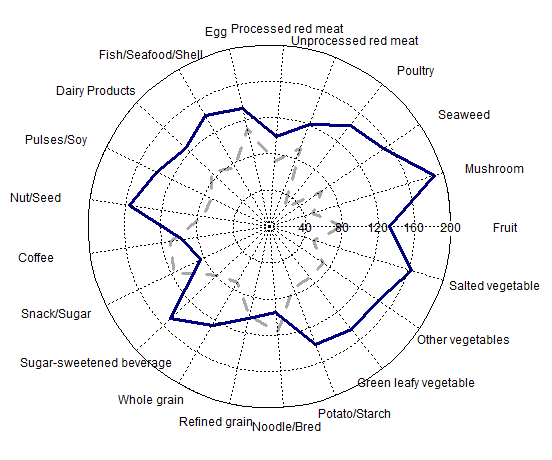 Egg
Processed red meat
Unprocessed red meat
Fish/Seafood/Shell
Poultry
Dairy Products
Seaweed
Pulses/Soy
Mushroom
Nut/Seed
40 80 120 160 200
Fruit
Coffee
Salted vegetable
Snack/Sugar
Other vegetables
Sugar-sweetened beverage
Green leafy vegetable
Whole grain
Potato/Starch
Refined grain
Noodle/Bred